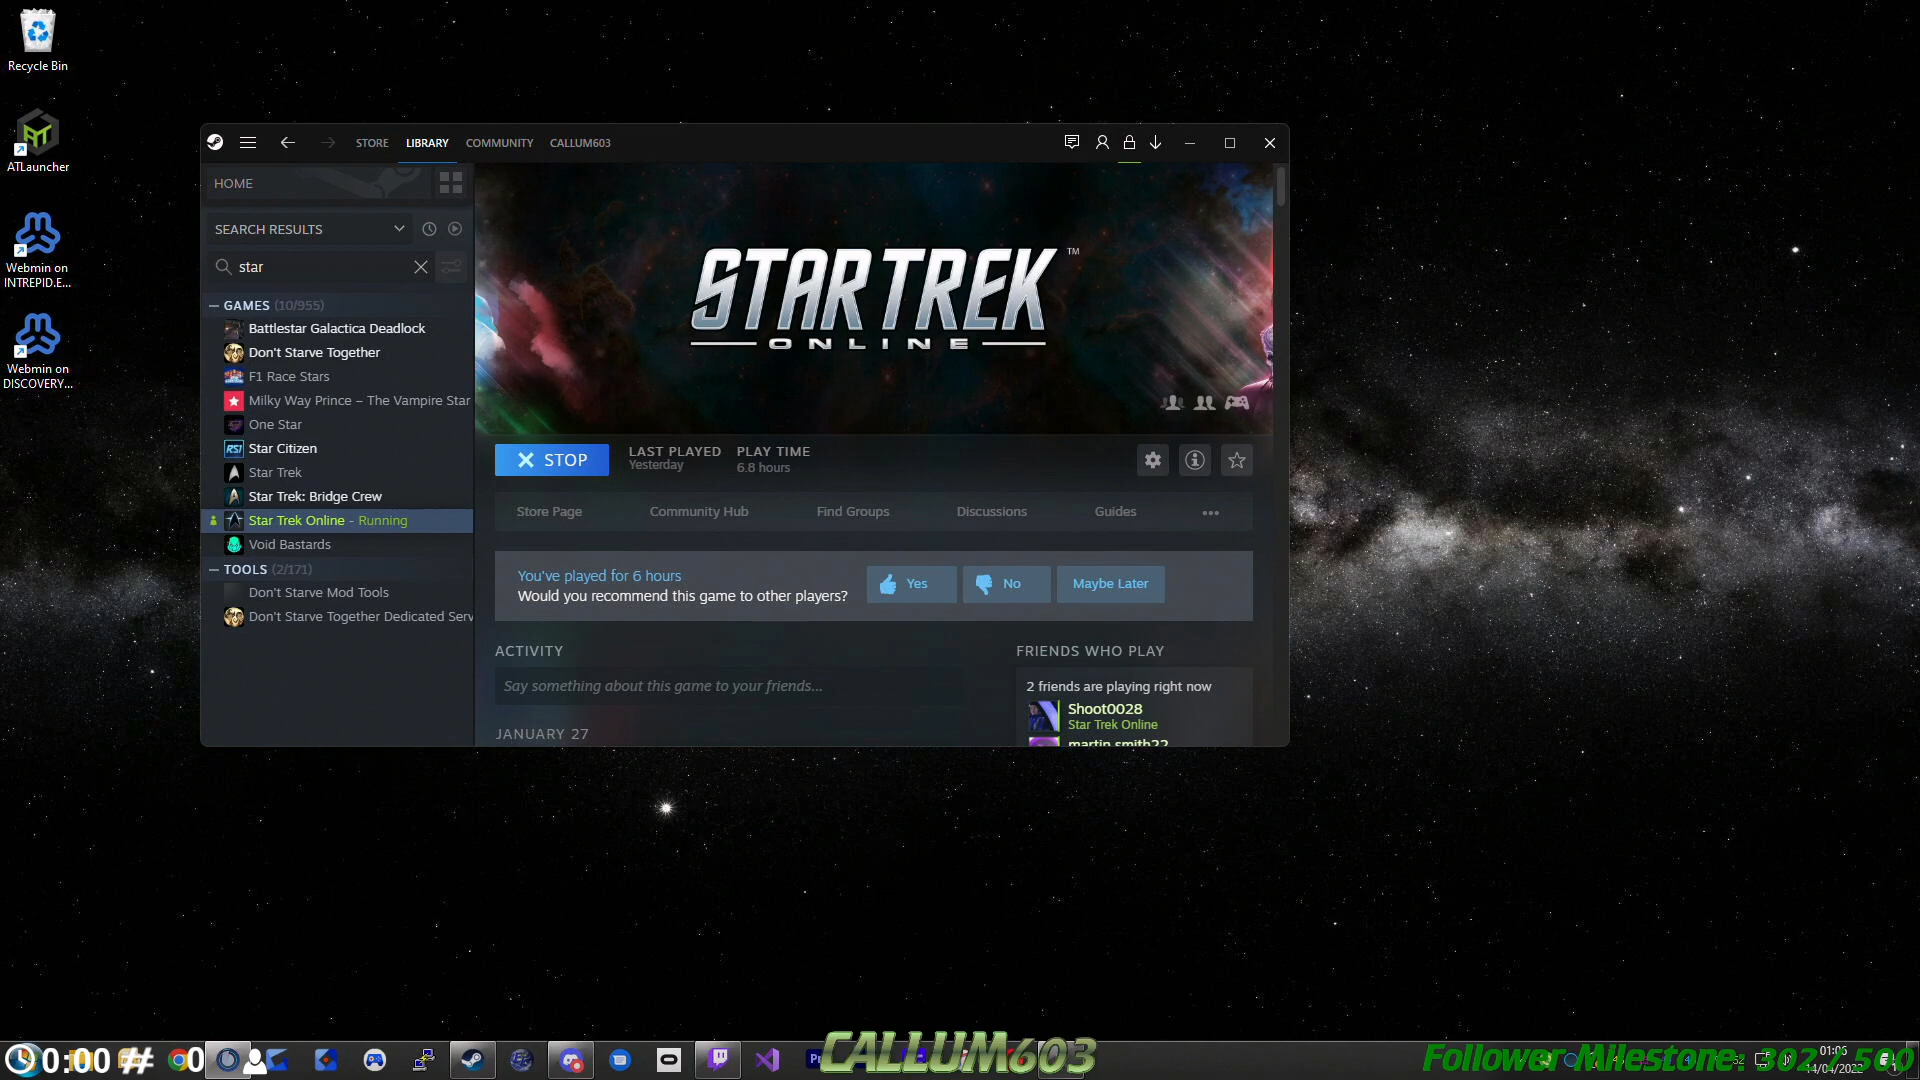 Recycle Bin
ATLauncher
Webmin on
INTREPID.E...
Webmin on
DISCOVERY...
STORE
LIBRARY
COMMUNITY
CALLUM603
HOME
SEARCH RESULTS
star
GAMES (10/955)
Battlestar Galactica Deadlock
Don't Starve Together
F1 Race Stars
Milky Way Prince – The Vampire Star
One Star
Star Citizen
Star Trek
Star Trek: Bridge Crew
Star Trek Online - Running
Void Bastards
TOOLS (2/171)
Don't Starve Mod Tools
Don't Starve Together Dedicated Serv
STAR TREK ™
ONLINE
STOP
LAST PLAYED
Yesterday
PLAY TIME
6.8 hours
Store Page
Community Hub
Find Groups
Discussions
Guides
You've played for 6 hours
Would you recommend this game to other players?
Yes
No
Maybe Later
ACTIVITY
Say something about this game to your friends...
JANUARY 27
FRIENDS WHO PLAY
2 friends are playing right now
Shoot0028
Star Trek Online
martin.smith22
0:00 # 0
CALLUM603
01:06
Follower Milestone: 302 / 500